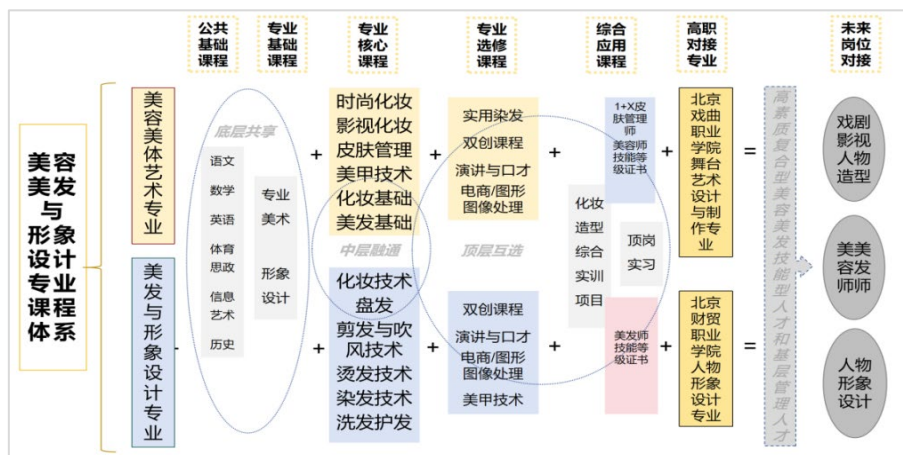 公共
基础
课程
专业
基础
课程
专业
核心
课程
专业
选修
课程
综合
应用
课程
高职
对接
专业
未来
岗位
对接
美容
美发
与形
象设
计专
业课
程体
系
美容美体艺术专业
美发与形象设计专业
底层共享
语文
数学
英语
体育
思政
信息
艺术
历史
专业
美术
形象
设计
+
时尚化妆
影视化妆
皮肤管理
美甲技术
化妆基础
美发基础
中层融通
化妆技术
盘发
剪发与吹
风技术
烫发技术
染发技术
洗发护发
+
实用染发
双创课程
演讲与口才
电商/图形
图像处理
顶层互选
双创课程
演讲与口才
电商/图形
图像处理
美甲技术
+
1+X皮
肤管理
师
美容师
技能等
级证书
化妆
造型
综合
实训
项目
顶岗
实习
美发师
技能等
级证书
+
北京
戏曲
职业
学院
舞台
艺术
设计
与制
作专
业
北京
财贸
职业
学院
人物
形象
设计
专业
=
高素质复合型美容美发技能型人才和基层管理人才
戏剧
影视
人物
造型
美美
容发
师师
人物
形象
设计
-
+
+
+
+
=